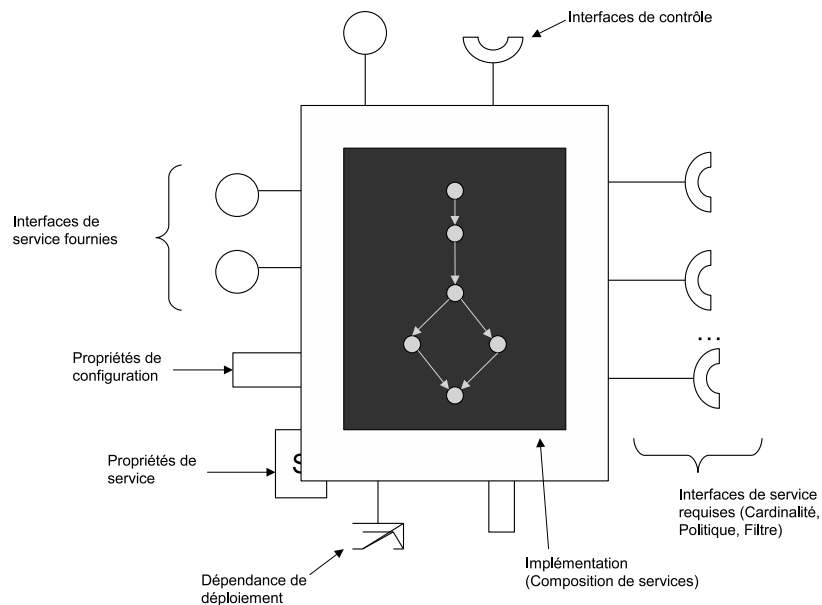 Interfaces de contrôle
Interfaces de
service fournies
Propriétés de
configuration
Propriétés de
service
S
...
Interfaces de service
requises (Cardinalité,
Politique, Filtre)
Implémentation
(Composition de services)
Dépendance de
déploiement